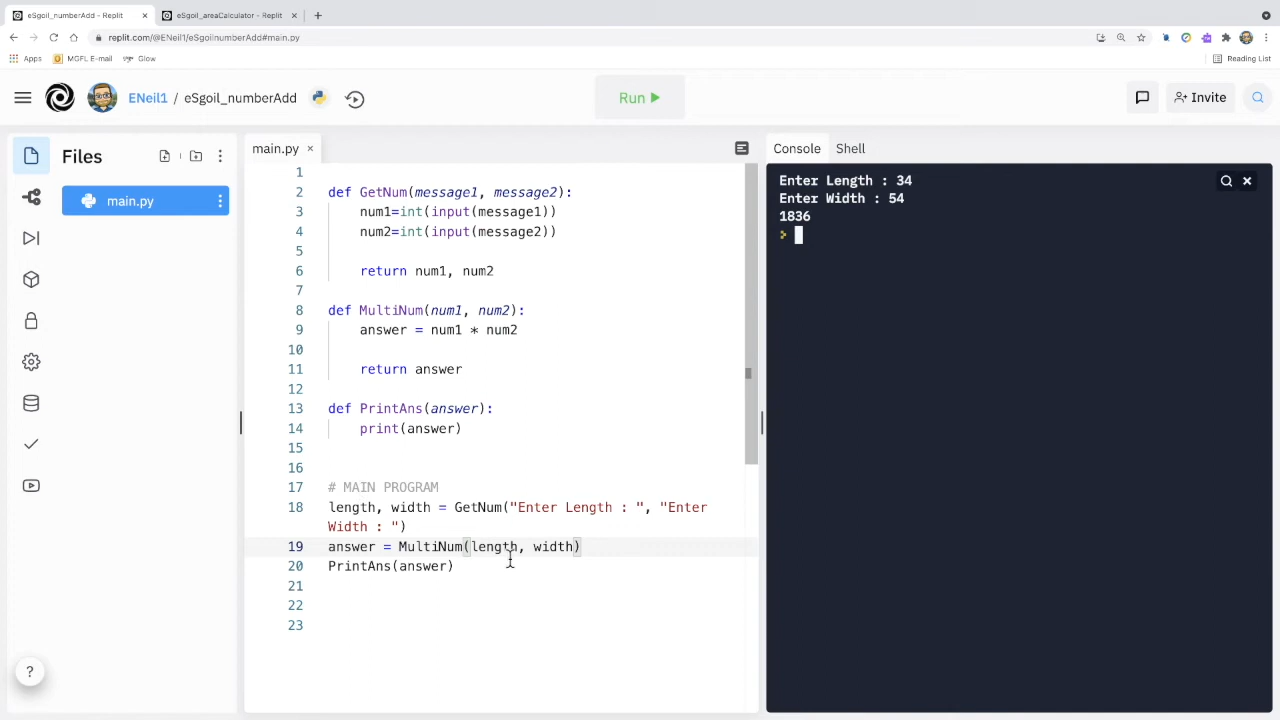 eSgoil_numberAdd - Replit
eSgoil_areaCalculator - Replit
replit.com/@ENeil1/eSgoilnumberAdd#main.py
Apps
MGFL E-mail
Glow
Reading List
ENeil1 / eSgoil_numberAdd
Run
Invite
Files
main.py
main.py
Console
Shell
1
2 def GetNum(message1, message2):
3 num1=int(input(message1))
4 num2=int(input(message2))
5
6 return num1, num2
7
8 def MultiNum(num1, num2):
9 answer = num1 * num2
10
11 return answer
12
13 def PrintAns(answer):
14 print(answer)
15
16
17 # MAIN PROGRAM
18 length, width = GetNum("Enter Length : ", "Enter
Width : ")
19 answer = MultiNum(length, width)
20 PrintAns(answer)
21
22
23
Enter Length : 34
Enter Width : 54
1836
?